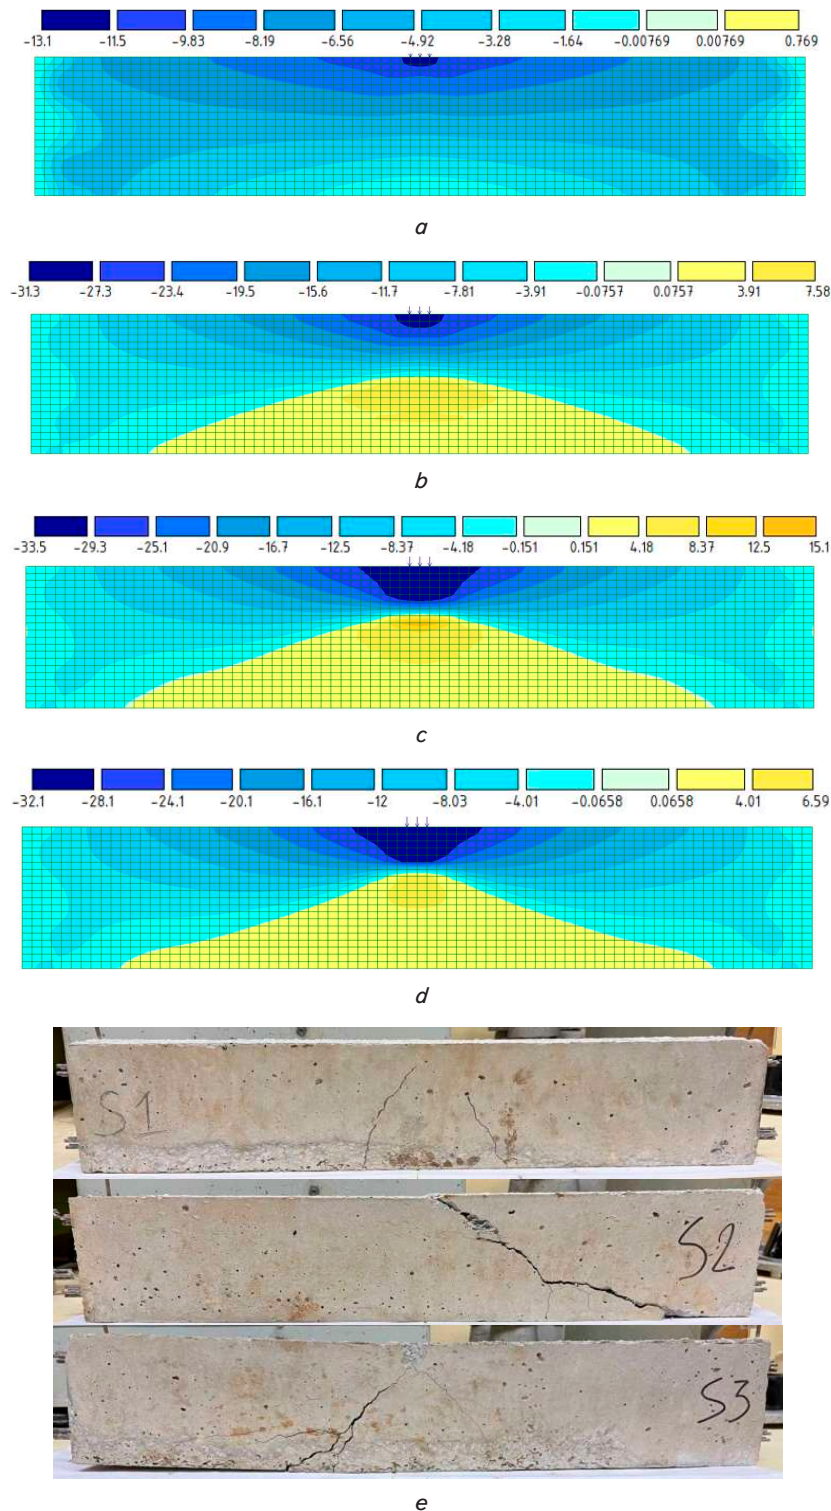 −13.1 −11.5 −9.83 −8.19 −6.56 −4.92 −3.28 −1.64 −0.00769 0.00769 0.769
a
−31.3 −27.3 −23.4 −19.5 −15.6 −11.7 −7.81 −3.91 −0.0757 0.0757 3.91 7.58
b
−33.5 −29.3 −25.1 −20.9 −16.7 −12.5 −8.37 −4.18 −0.151 0.151 4.18 8.37 12.5 15.1
c
−32.1 −28.1 −24.1 −20.1 −16.1 −12 −8.03 −4.01 −0.0658 0.0658 4.01 6.59
d
S1
S2
S3
e